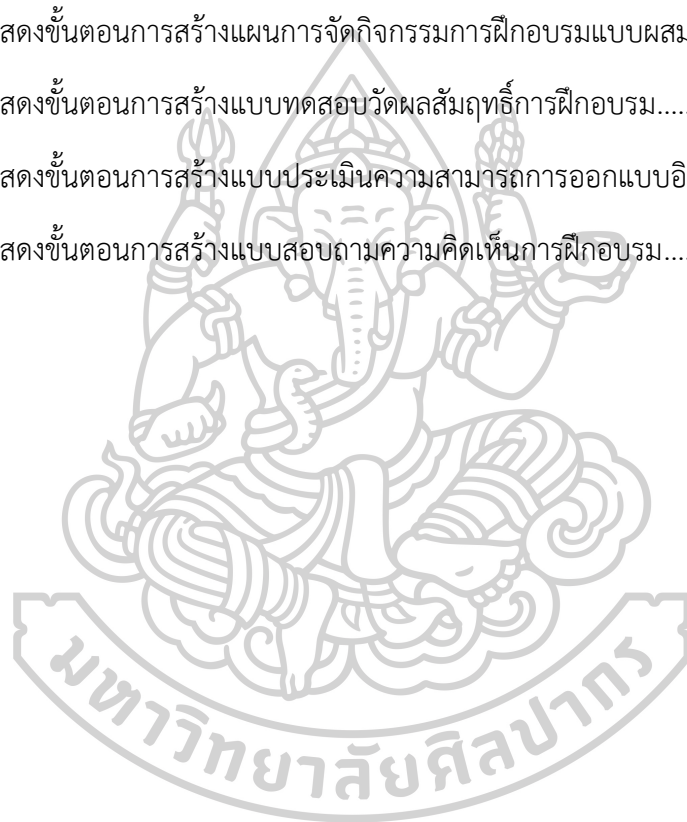 สดงขั้นตอนการสร้างแผนการจัดกิจกรรมการฝึกอบรมแบบผสม
สดงขั้นตอนการสร้างแบบทดสอบวัดผลสัมฤทธิ์การฝึกอบรม.....
สดงขั้นตอนการสร้างแบบประเมินความสามารถการออกแบบอิ
สดงขั้นตอนการสร้างแบบสอบถามความคิดเห็นการฝึกอบรม....
มหาวิทยาลัยศิลปากร